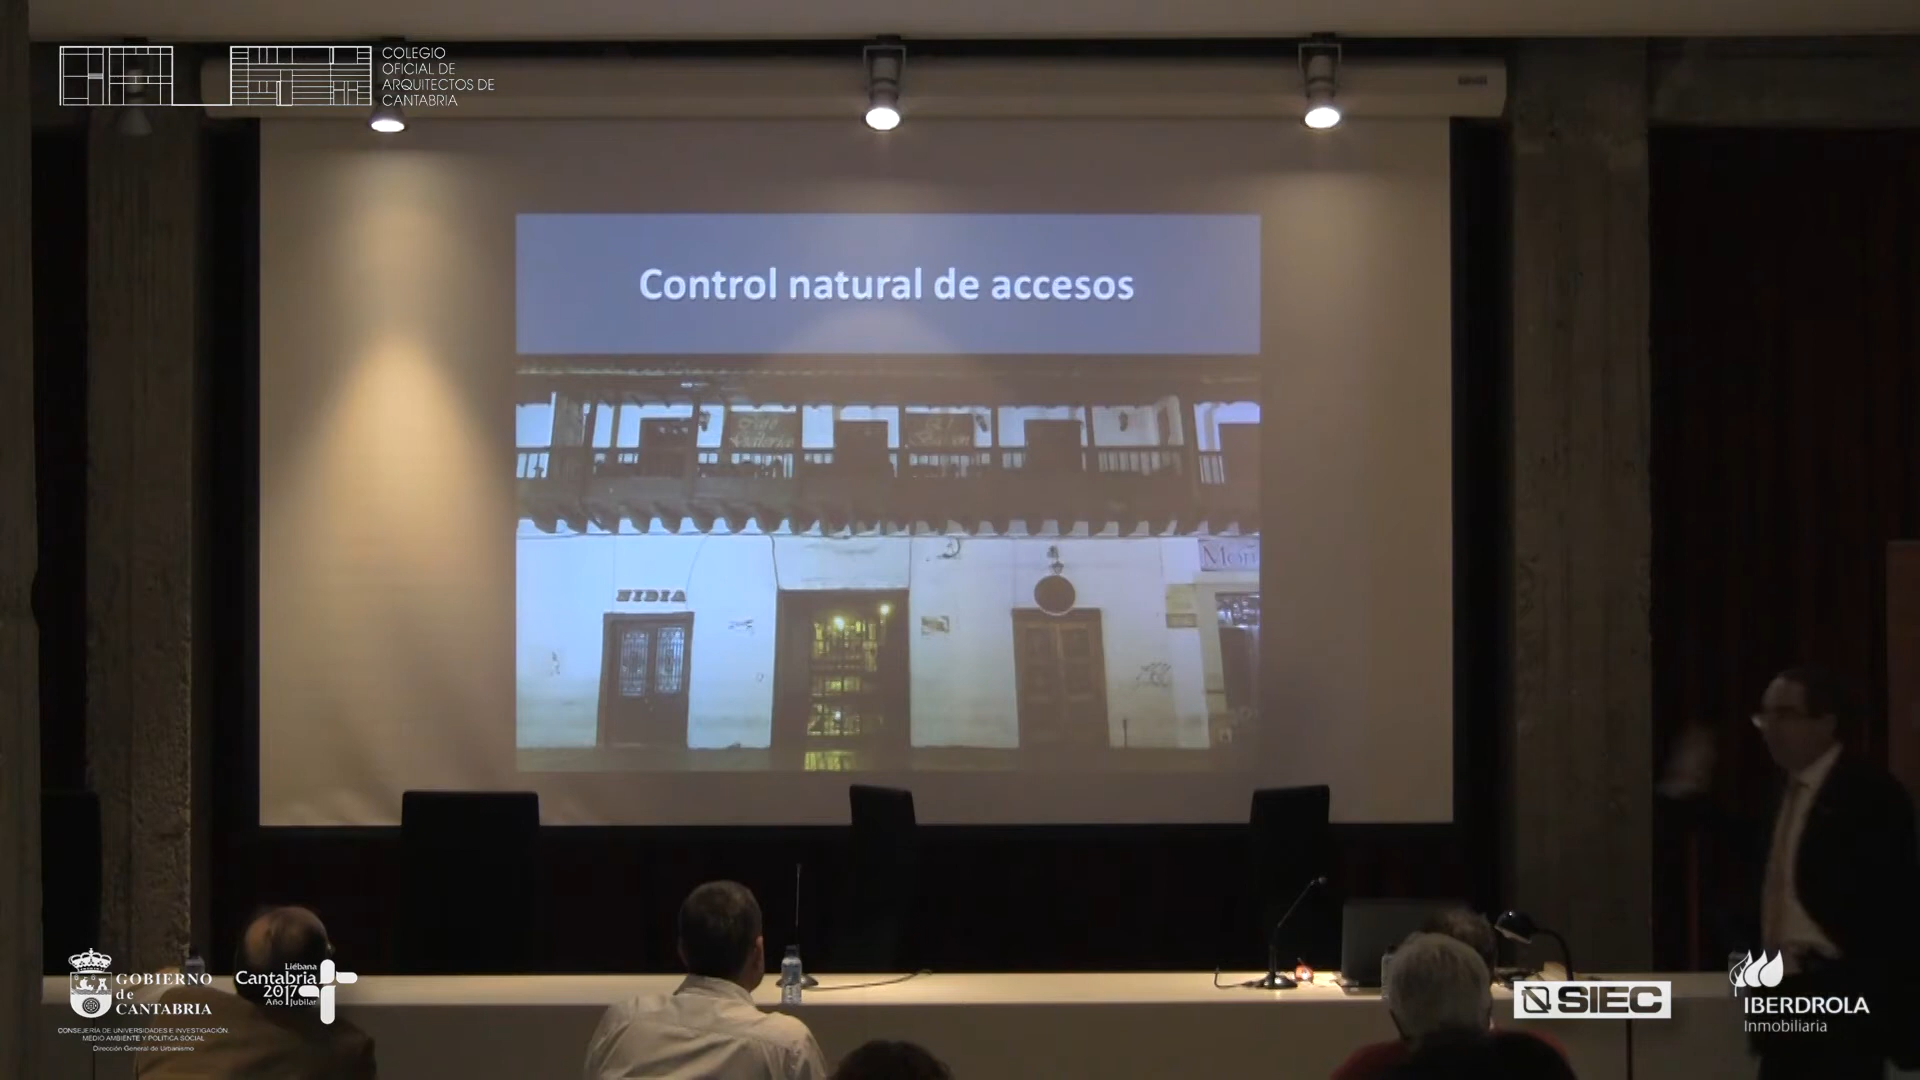 COLEGIO
OFICIAL DE
ARQUITECTOS DE
CANTABRIA
Control natural de accesos
NIDIA
GOBIERNO
de
CANTABRIA
CONSEJERÍA DE UNIVERSIDADES E INVESTIGACIÓN,
MEDIO AMBIENTE Y POLÍTICA SOCIAL
Dirección General de Urbanismo
Liébana
Cantabria
2017
Año Jubilar
SIEC
IBERDROLA
Inmobiliaria